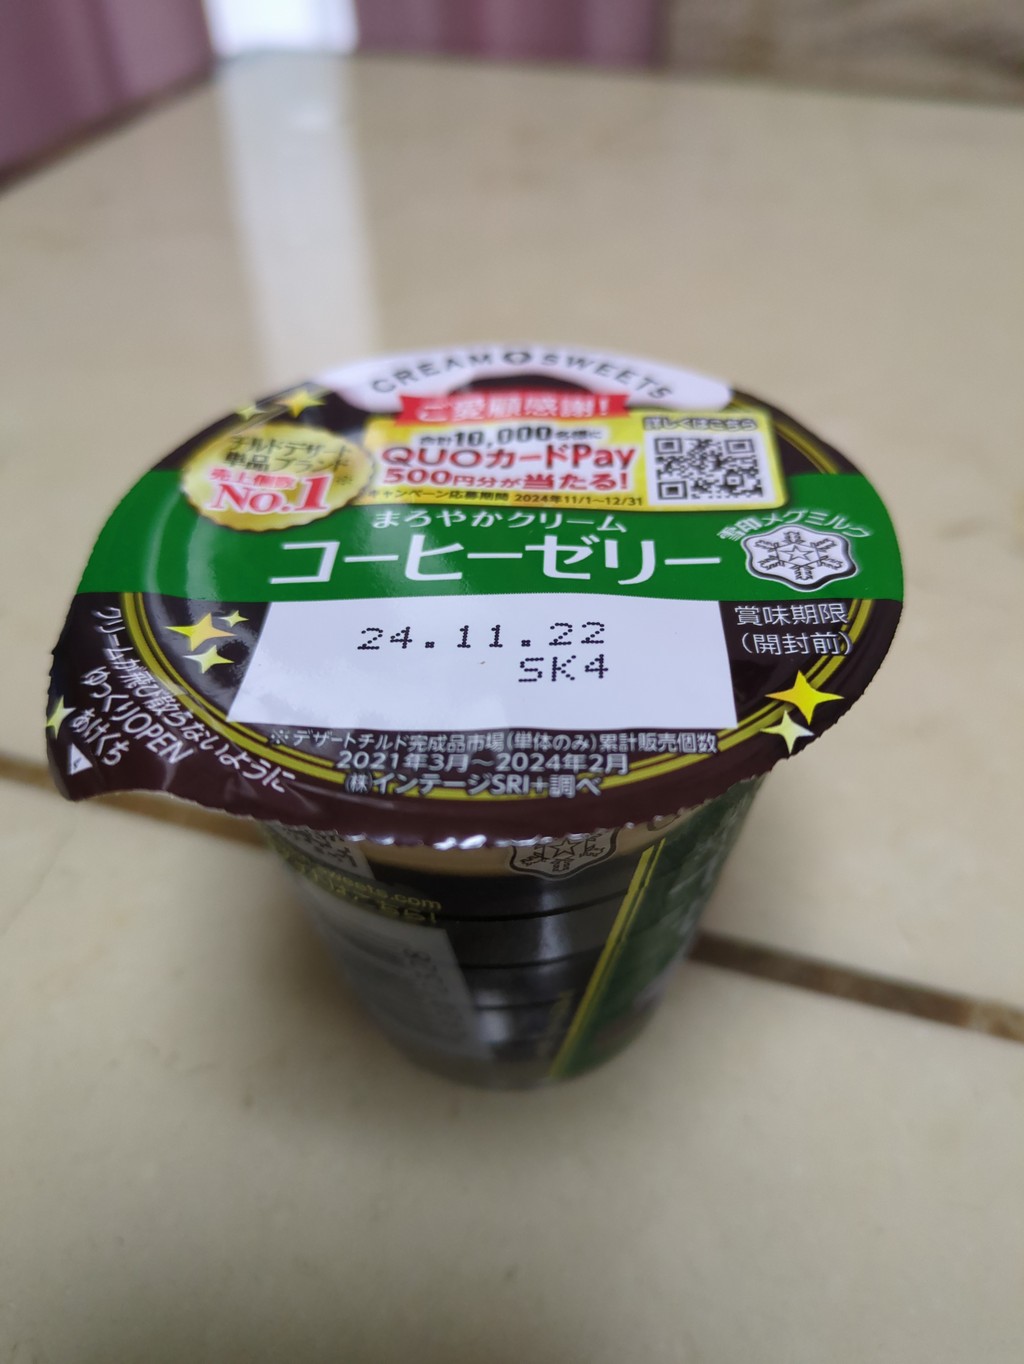 CREAM SWEETS
ご愛顧感謝!
合計10,000名様に
QUOカードPay
500円分が当たる!
キャンペーン応募期間 2024年11/1〜12/31
詳しくはこちら
チルドデザート
単品ブランド
売上個数
No.1※
まろやかクリーム
コーヒーゼリー
雪印メグミルク
賞味期限
(開封前)
24.11.22
SK4
クリームが飛び散らないように
ゆっくりOPEN
あけくち
※デザートチルド完成品市場(単体のみ)累計販売個数
2021年3月〜2024年2月
㈱インテージSRI+調べ